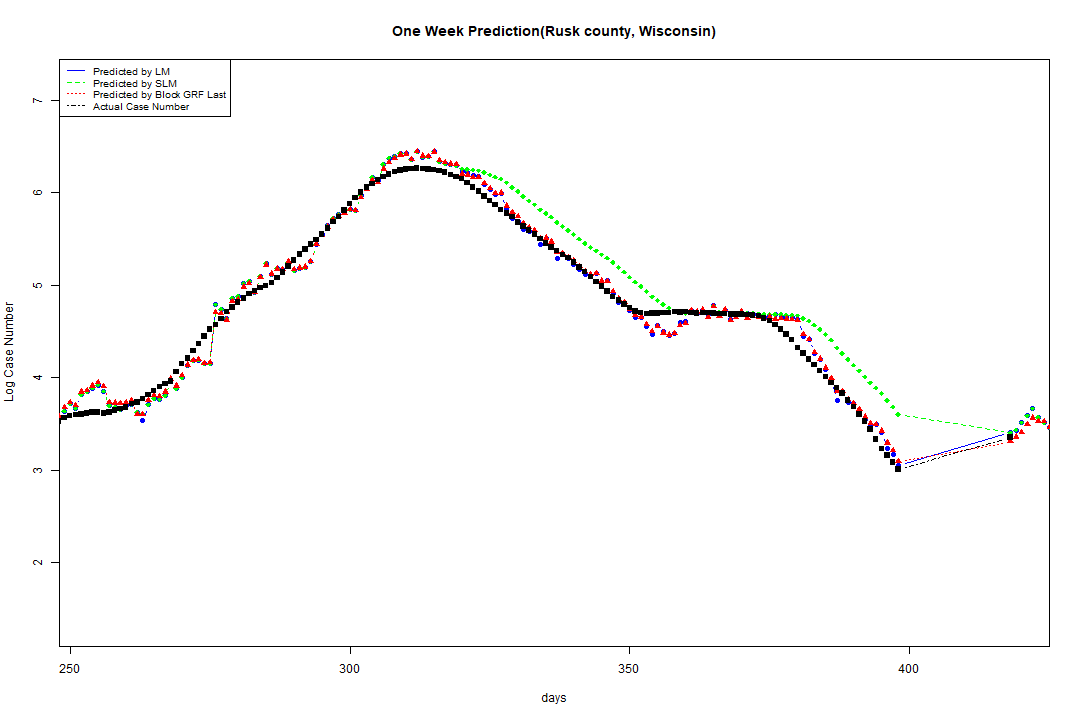 One Week Prediction(Rusk county, Wisconsin)
Predicted by LM
Predicted by SLM
Predicted by Block GRF Last
Actual Case Number
Log Case Number
7
6
5
4
3
2
250 300 350 400
days